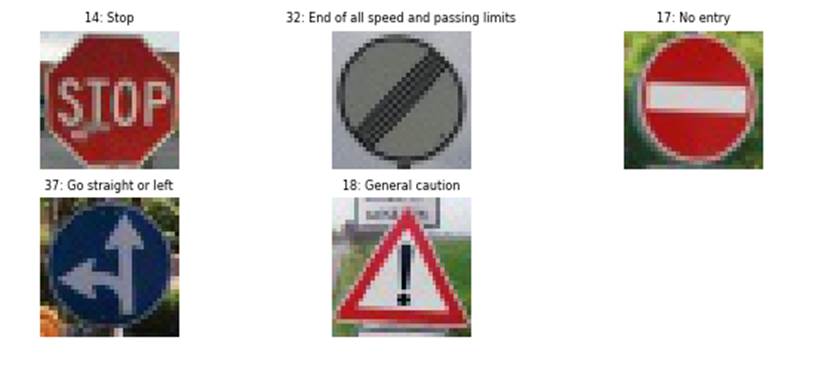 14: Stop
32: End of all speed and passing limits
17: No entry
STOP
37: Go straight or left
18: General caution
!